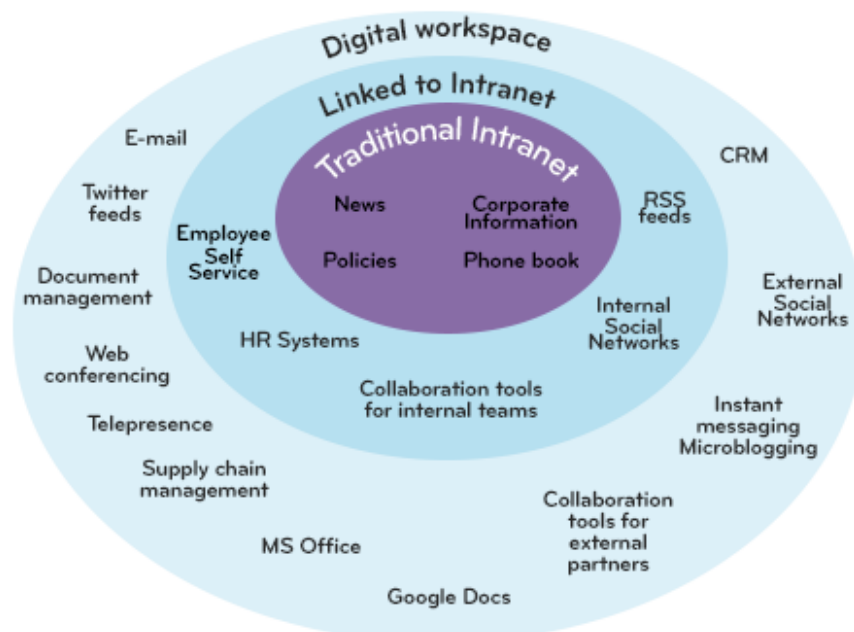 Digital workspace
Linked to Intranet
Traditional Intranet
News
Corporate
Information
Policies
Phone book
Employee
Self
Service
RSS
feeds
HR Systems
Internal
Social
Networks
Collaboration tools
for internal teams
E-mail
Twitter
feeds
Document
management
Web
conferencing
Telepresence
Supply chain
management
MS Office
Google Docs
Collaboration
tools for
external
partners
Instant
messaging
Microblogging
External
Social
Networks
CRM